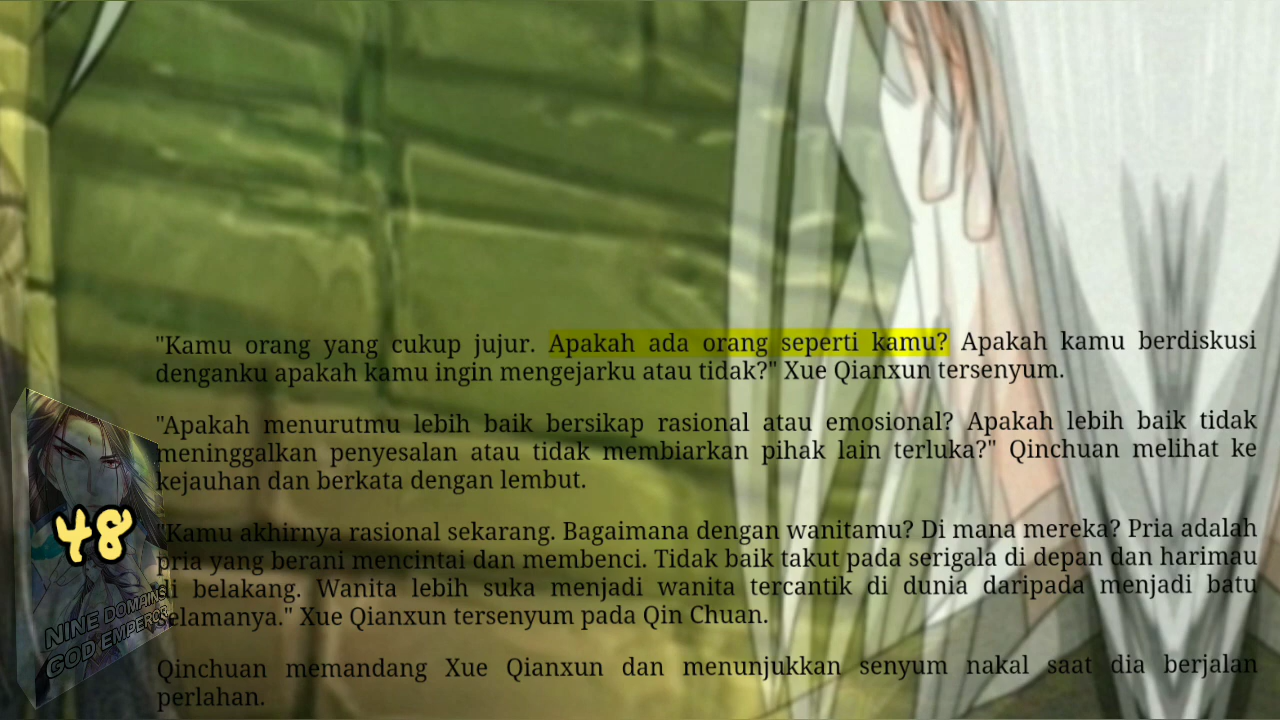 "Kamu orang yang cukup jujur. Apakah ada orang seperti kamu? Apakah kamu berdiskusi
denganku apakah kamu ingin mengejarku atau tidak?" Xue Qianxun tersenyum.
"Apakah menurutmu lebih baik bersikap rasional atau emosional? Apakah lebih baik tidak
meninggalkan penyesalan atau tidak membiarkan pihak lain terluka?" Qinchuan melihat ke
kejauhan dan berkata dengan lembut.
"Kamu akhirnya rasional sekarang. Bagaimana dengan wanitamu? Di mana mereka? Pria adalah
pria yang berani mencintai dan membenci. Tidak baik takut pada serigala di depan dan harimau
di belakang. Wanita lebih suka menjadi wanita tercantik di dunia daripada menjadi batu
selamanya." Xue Qianxun tersenyum pada Qin Chuan.
Qinchuan memandang Xue Qianxun dan menunjukkan senyum nakal saat dia berjalan
perlahan.
48
NINE DOMAINS
GOD EMPEROR